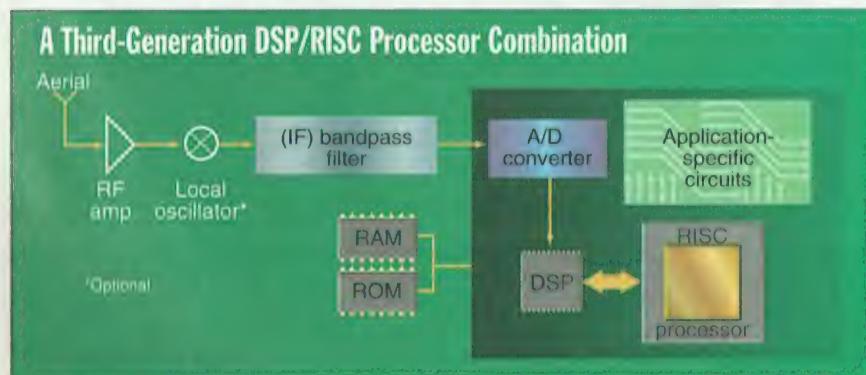 A Third-Generation DSP/RISC Processor Combination
Aerial
RF
amp
Local
oscillator*
(IF) bandpass
filter
A/D
converter
Application-
specific
circuits
RAM
ROM
*Optional
DSP
RISC
processor